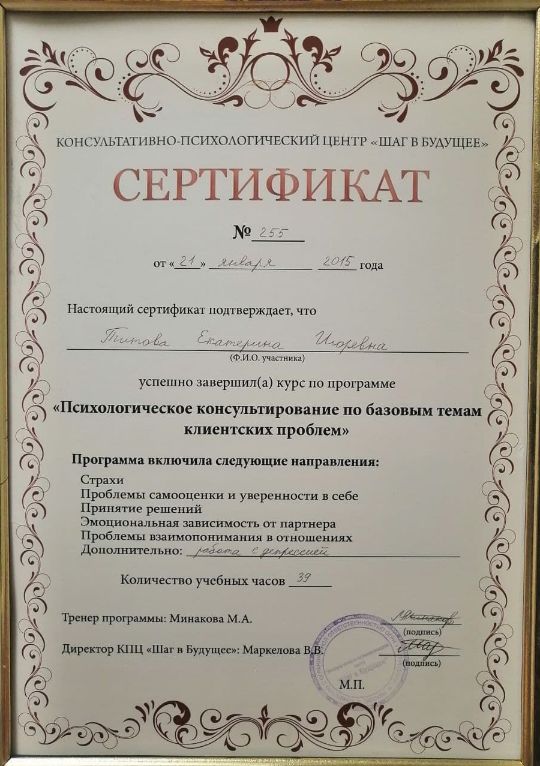 КОНСУЛЬТАТИВНО-ПСИХОЛОГИЧЕСКИЙ ЦЕНТР «ШАГ В БУДУЩЕЕ»
СЕРТИФИКАТ
№ 255
от «21» января 2015 года
Настоящий сертификат подтверждает, что
Титова Екатерина Игоревна
(Ф.И.О. участника)
успешно завершил(а) курс по программе
«Психологическое консультирование по базовым темам
клиентских проблем»
Программа включила следующие направления:
Страхи
Проблемы самооценки и уверенности в себе
Принятие решений
Эмоциональная зависимость от партнера
Проблемы взаимопонимания в отношениях
Дополнительно: работа с депрессией
Количество учебных часов 39
Тренер программы: Минакова М.А.
(подпись)
Директор КПЦ «Шаг в Будущее»: Маркелова В.В.
(подпись)
М.П.